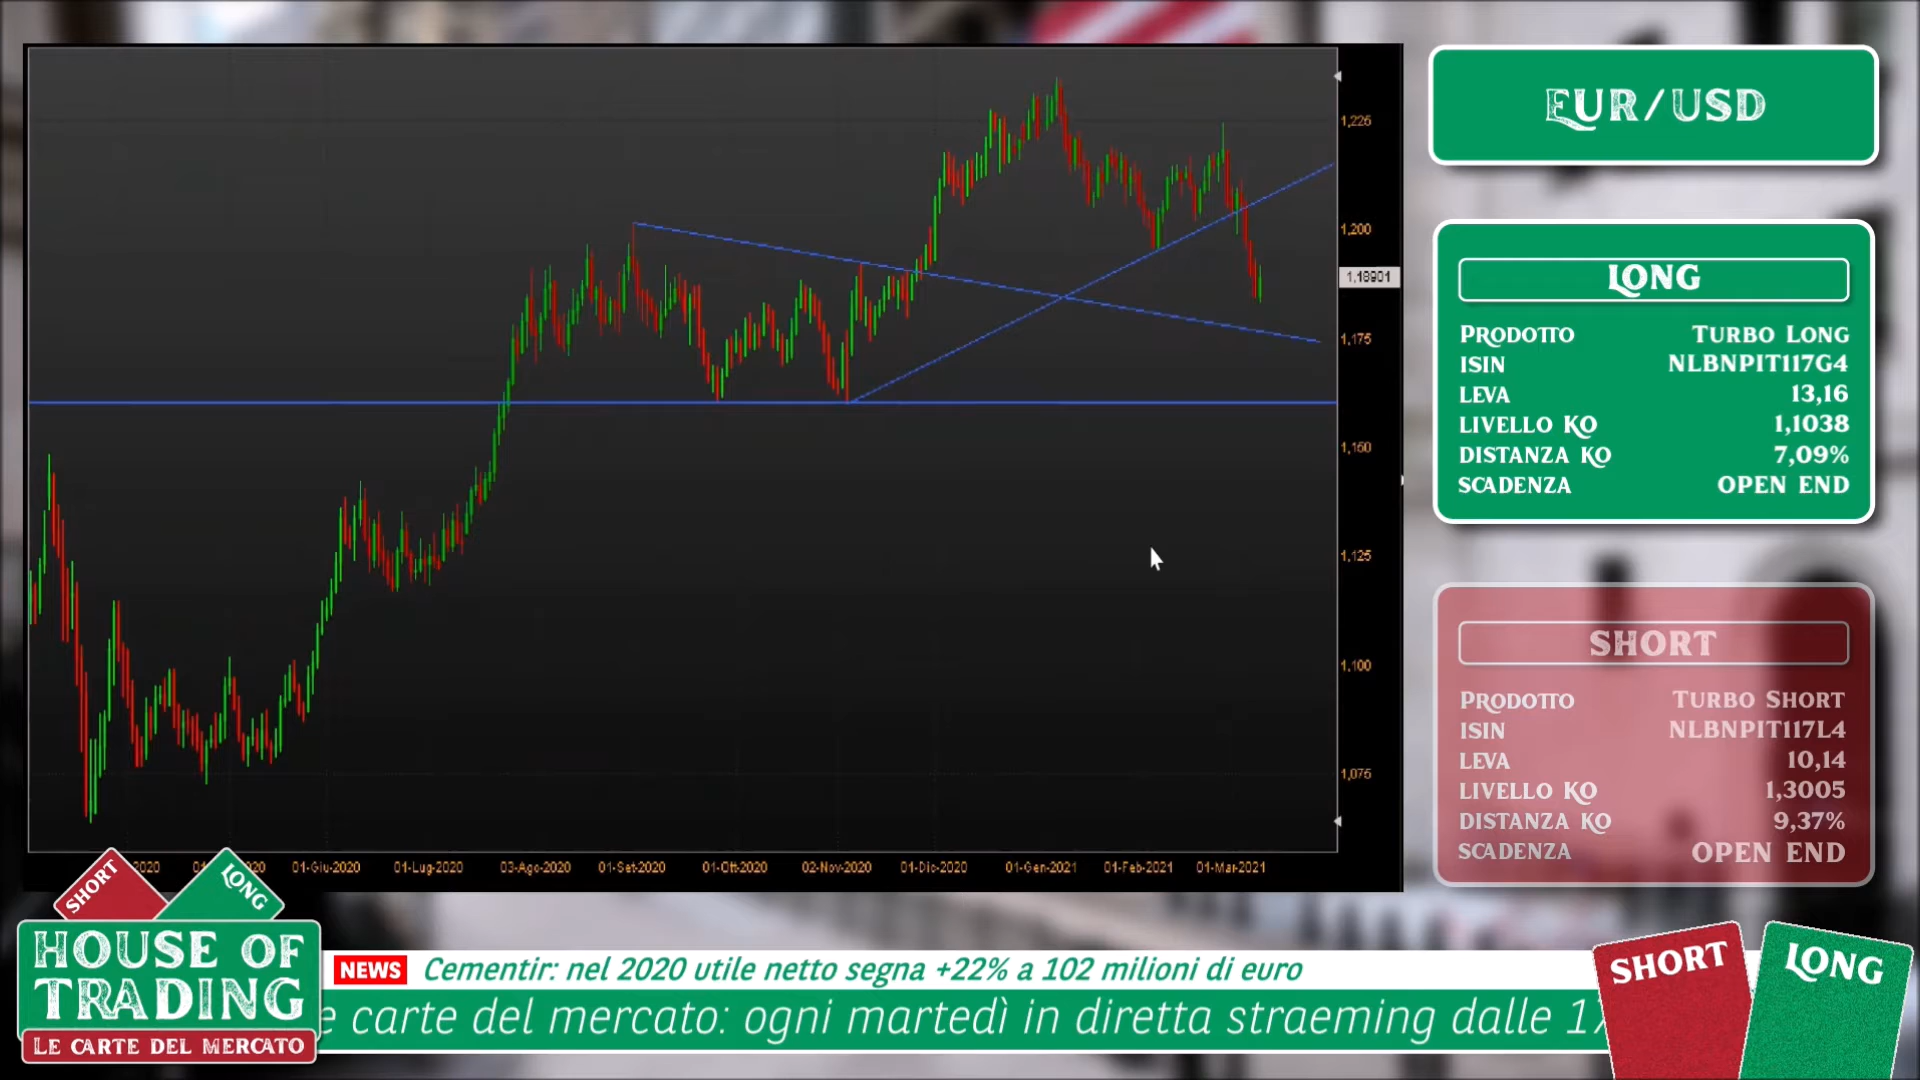 EUR/USD
1,225
1,200
1,18901
1,175
1,150
1,125
1,100
1,075
LONG
PRODOTTO TURBO LONG
ISIN NLBNPIT117G4
LEVA 13,16
LIVELLO KO 1,1038
DISTANZA KO 7,09%
SCADENZA OPEN END
SHORT
PRODOTTO TURBO SHORT
ISIN NLBNPIT117L4
LEVA 10,14
LIVELLO KO 1,3005
DISTANZA KO 9,37%
SCADENZA OPEN END
2020 01-Giu-2020 01-Lug-2020 03-Ago-2020 01-Set-2020 01-Ott-2020 02-Nov-2020 01-Dic-2020 01-Gen-2021 01-Feb-2021 01-Mar-2021
SHORT LONG
HOUSE OF
TRADING
LE CARTE DEL MERCATO
NEWS Cementir: nel 2020 utile netto segna +22% a 102 milioni di euro
e carte del mercato: ogni martedì in diretta straeming dalle 17
SHORT LONG